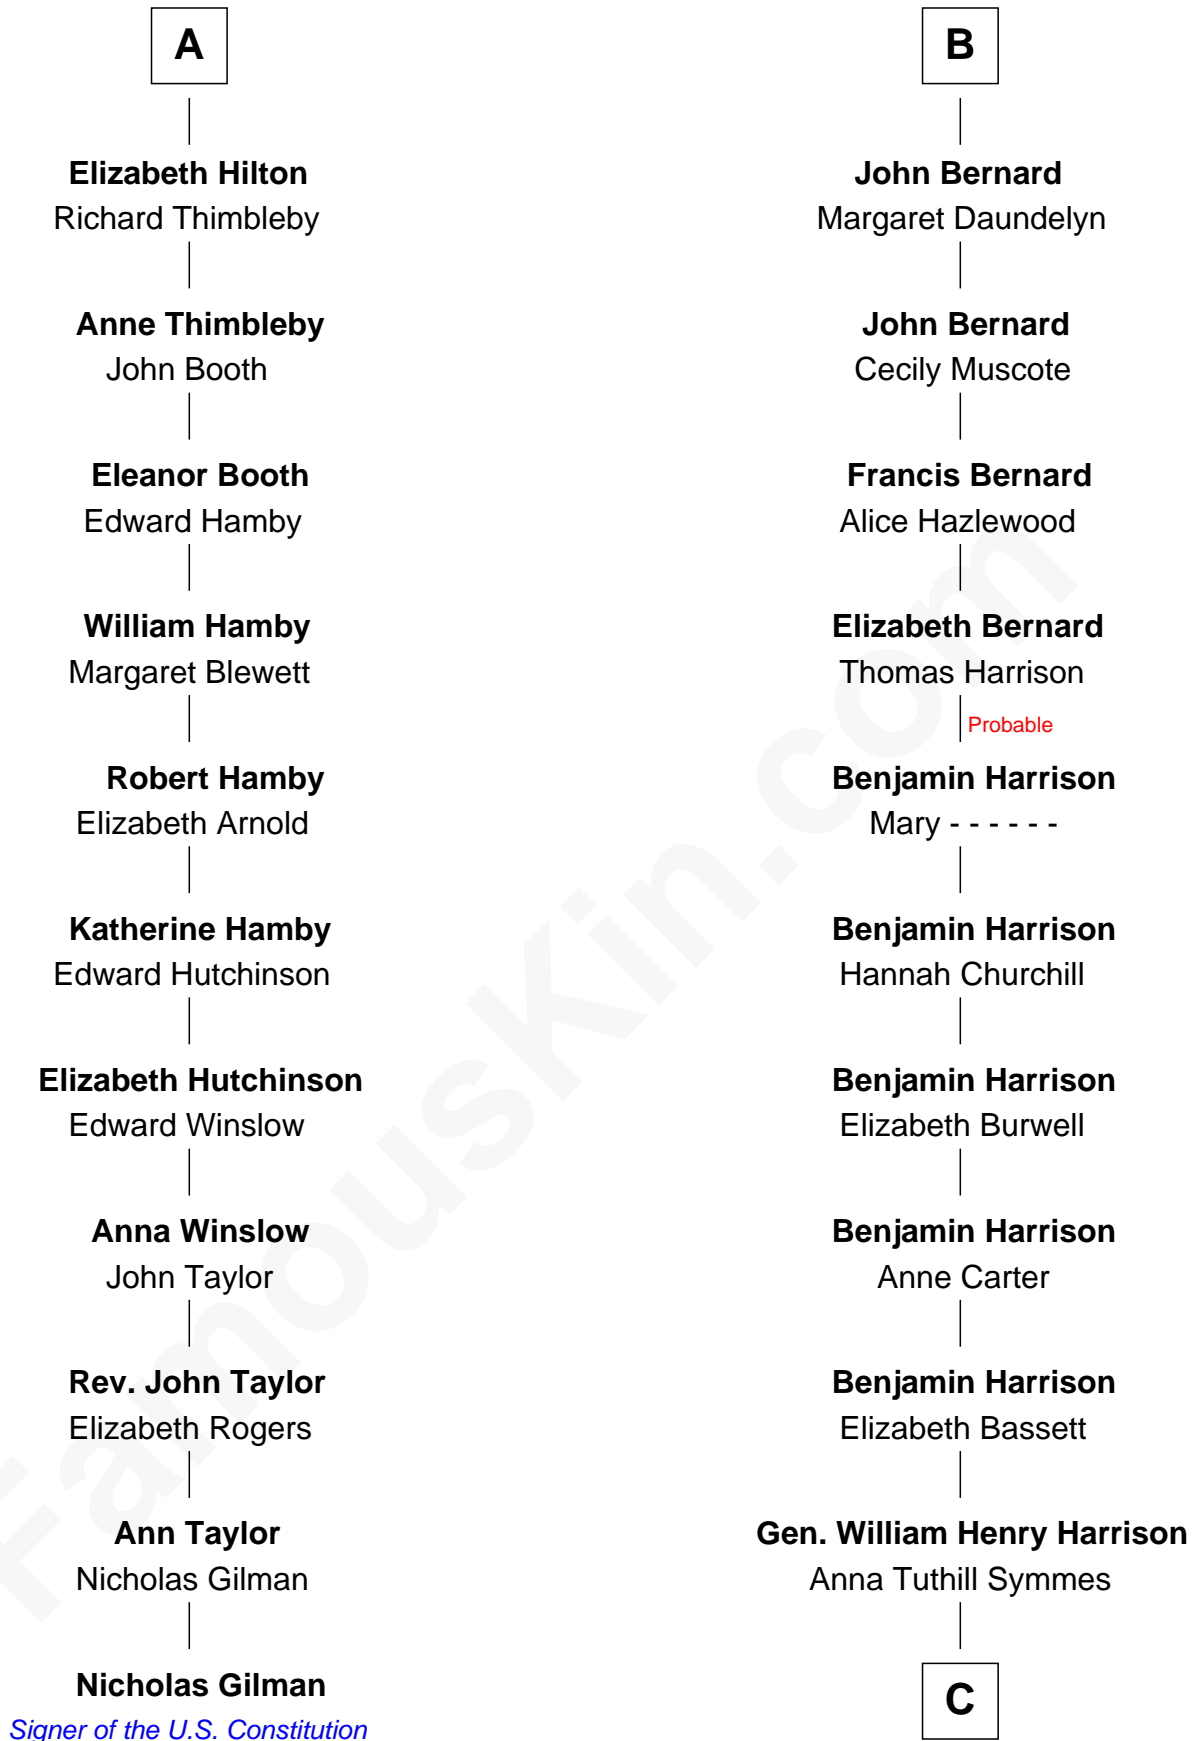 A
Elizabeth Hilton
Richard Thimbleby
Anne Thimbleby
John Booth
Eleanor Booth
Edward Hamby
William Hamby
Margaret Blewett
Robert Hamby
Elizabeth Arnold
Katherine Hamby
Edward Hutchinson
Elizabeth Hutchinson
Edward Winslow
Anna Winslow
John Taylor
Rev. John Taylor
Elizabeth Rogers
Ann Taylor
Nicholas Gilman
Nicholas Gilman
Signer of the U.S. Constitution
B
John Bernard
Margaret Daundelyn
John Bernard
Cecily Muscote
Francis Bernard
Alice Hazlewood
Elizabeth Bernard
Thomas Harrison
Probable
Benjamin Harrison
Mary - - - - - -
Benjamin Harrison
Hannah Churchill
Benjamin Harrison
Elizabeth Burwell
Benjamin Harrison
Anne Carter
Benjamin Harrison
Elizabeth Bassett
Gen. William Henry Harrison
Anna Tuthill Symmes
C
FamousKin.com